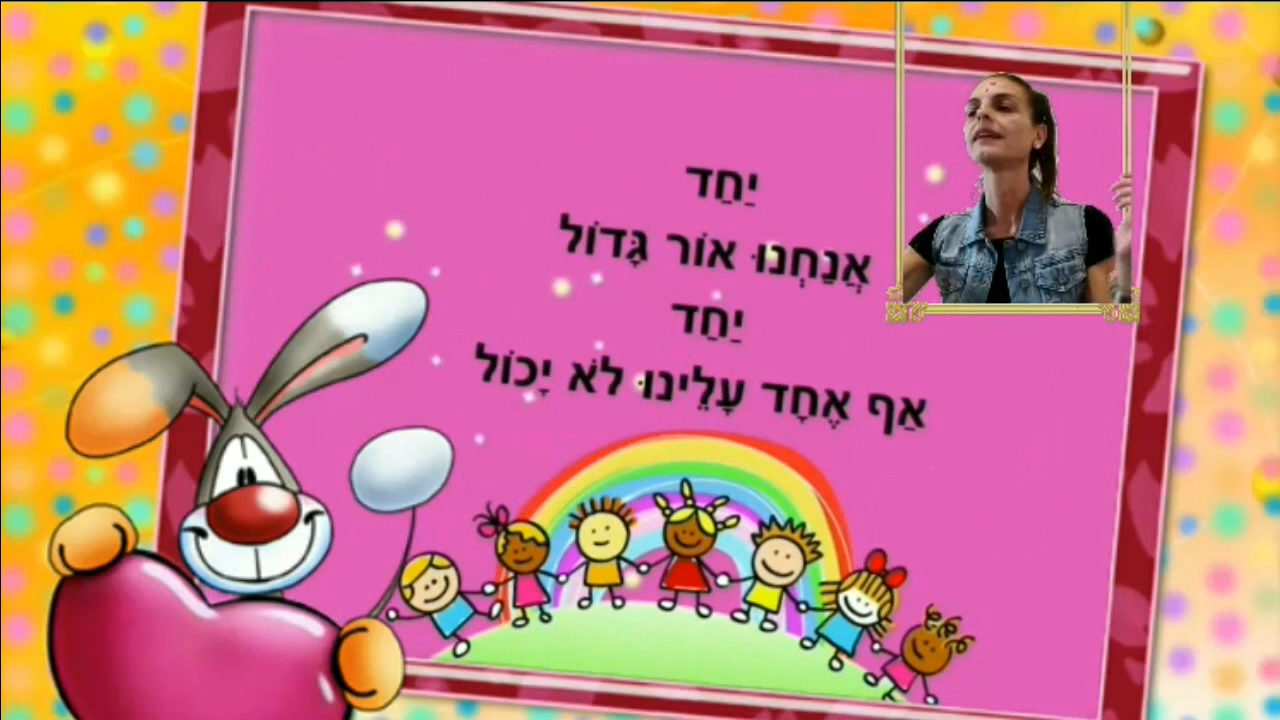 יַחַד
אֲנַחְנוּ אוֹר גָּדוֹל
יַחַד
אַף אֶחָד עָלֵינוּ לֹא יָכוֹל